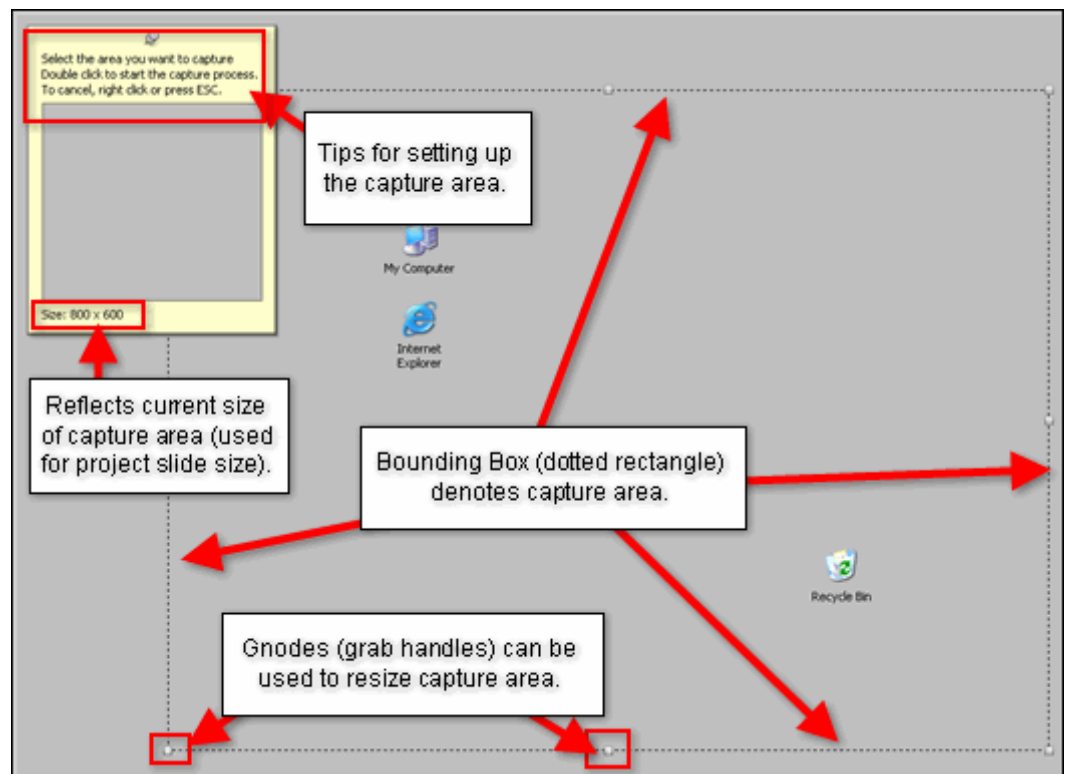 Select the area you want to capture
Double click to start the capture process.
To cancel, right click or press ESC.
Tips for setting up
the capture area.
My Computer
Internet
Explorer
Size: 800 x 600
Reflects current size
of capture area (used
for project slide size).
Bounding Box (dotted rectangle)
denotes capture area.
Recycle Bin
Gnodes (grab handles) can be
used to resize capture area.